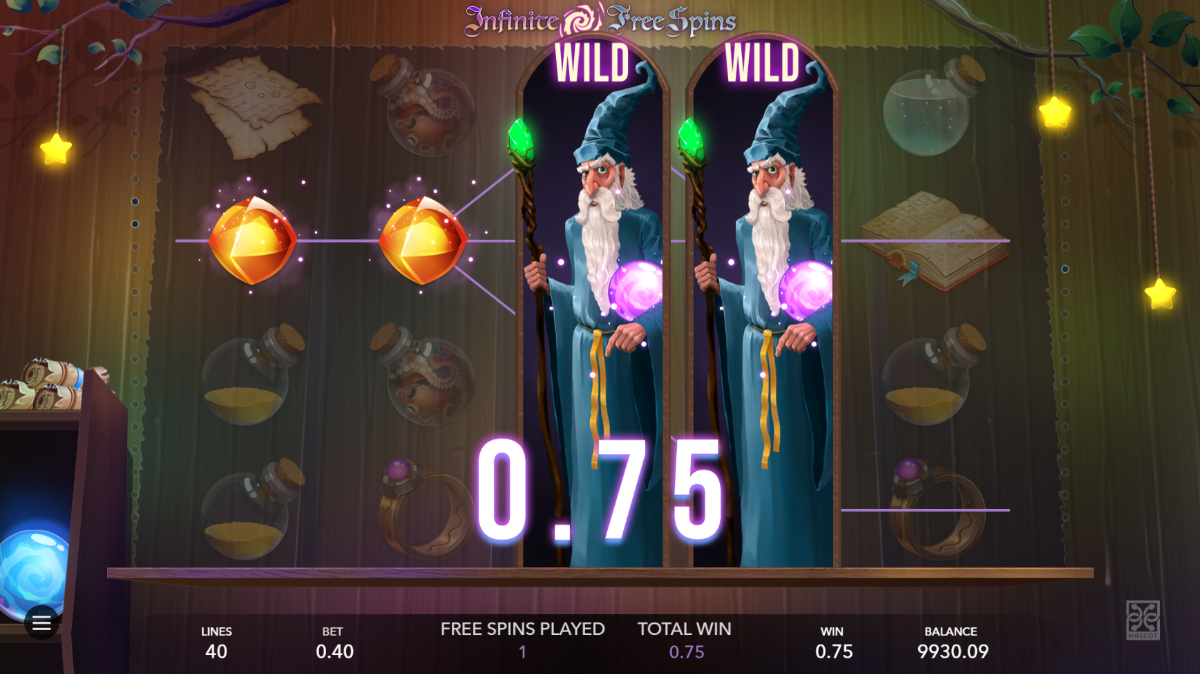 Infinite Free Spins
WILD WILD
0.75
LINES BET FREE SPINS PLAYED TOTAL WIN WIN BALANCE
40 0.40 1 0.75 0.75 9930.09
MASCOT